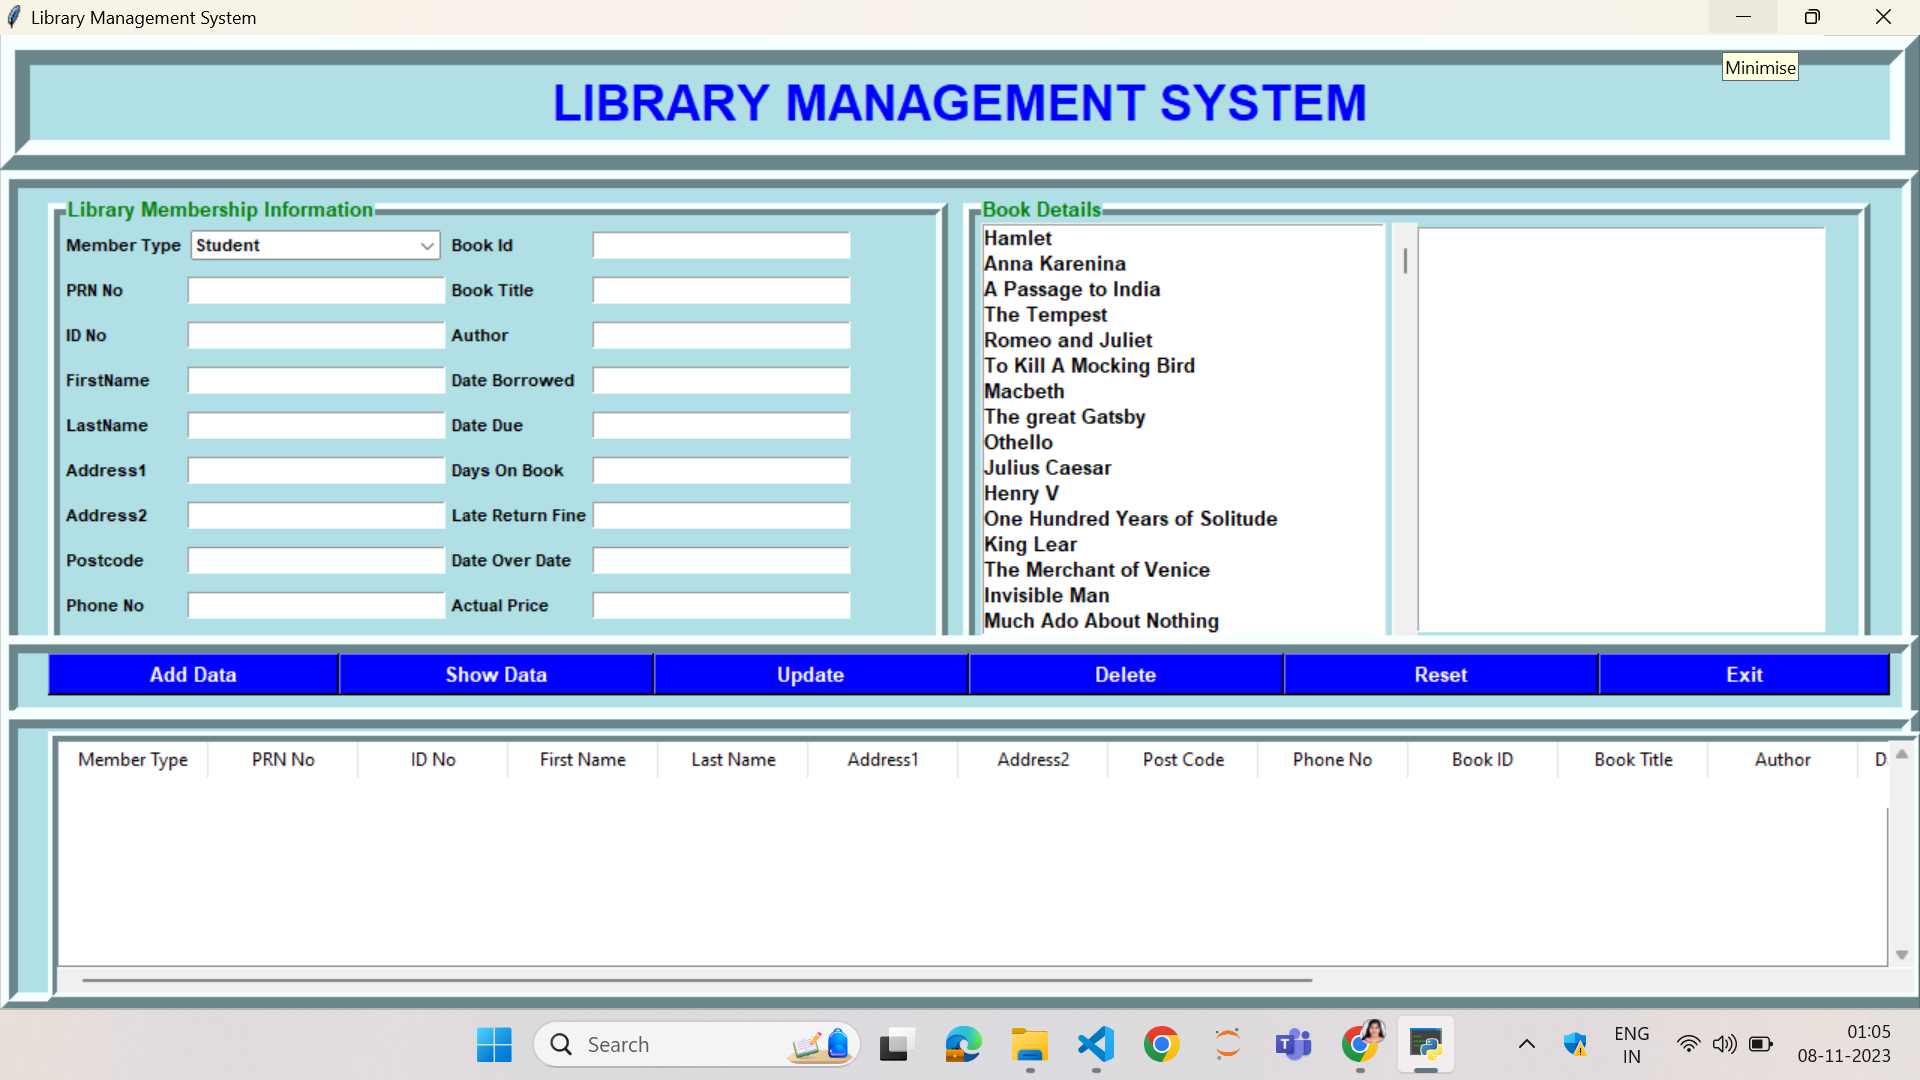 Library Management System
Minimise
LIBRARY MANAGEMENT SYSTEM
Library Membership Information
Member Type Student Book Id
PRN No Book Title
ID No Author
FirstName Date Borrowed
LastName Date Due
Address1 Days On Book
Address2 Late Return Fine
Postcode Date Over Date
Phone No Actual Price
Book Details
Hamlet
Anna Karenina
A Passage to India
The Tempest
Romeo and Juliet
To Kill A Mocking Bird
Macbeth
The great Gatsby
Othello
Julius Caesar
Henry V
One Hundred Years of Solitude
King Lear
The Merchant of Venice
Invisible Man
Much Ado About Nothing
Add Data Show Data Update Delete Reset Exit
Member Type PRN No ID No First Name Last Name Address1 Address2 Post Code Phone No Book ID Book Title Author D
Search
ENG
IN
01:05
08-11-2023